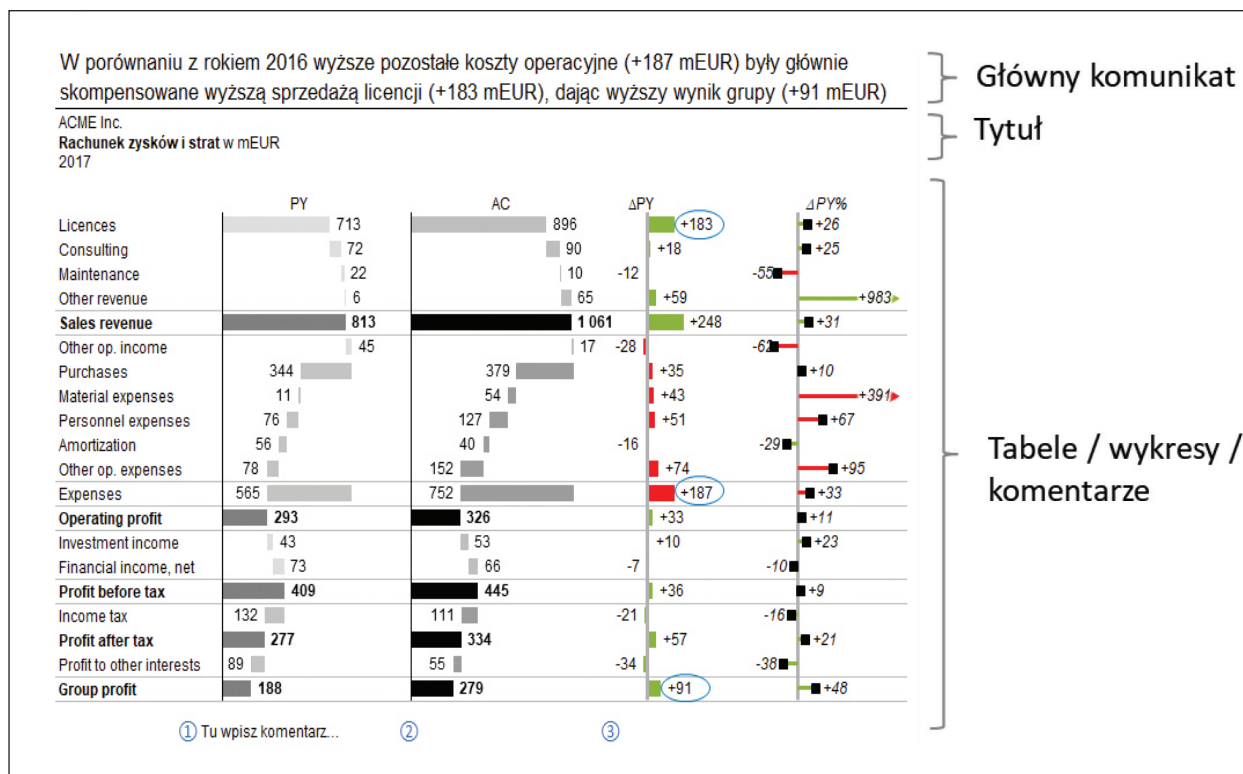 W porównaniu z rokiem 2016 wyższe pozostałe koszty operacyjne (+187 mEUR) były głównie
skompensowane wyższą sprzedażą licencji (+183 mEUR), dając wyższy wynik grupy (+91 mEUR)
Główny komunikat
ACME Inc.
Rachunek zysków i strat w mEUR
2017
Tytuł
PY AC ΔPY ΔPY%
Licences 713 896 +183 +26
Consulting 72 90 +18 +25
Maintenance 22 10 -12 -55
Other revenue 6 65 +59 +983
Sales revenue 813 1 061 +248 +31
Other op. income 45 17 -28 -62
Purchases 344 379 +35 +10
Material expenses 11 54 +43 +391
Personnel expenses 76 127 +51 +67
Amortization 56 40 -16 -29
Other op. expenses 78 152 +74 +95
Expenses 565 752 +187 +33
Operating profit 293 326 +33 +11
Investment income 43 53 +10 +23
Financial income, net 73 66 -7 -10
Profit before tax 409 445 +36 +9
Income tax 132 111 -21 -16
Profit after tax 277 334 +57 +21
Profit to other interests 89 55 -34 -38
Group profit 188 279 +91 +48
Tabele / wykresy /
komentarze
1 Tu wpisz komentarz... 2 3